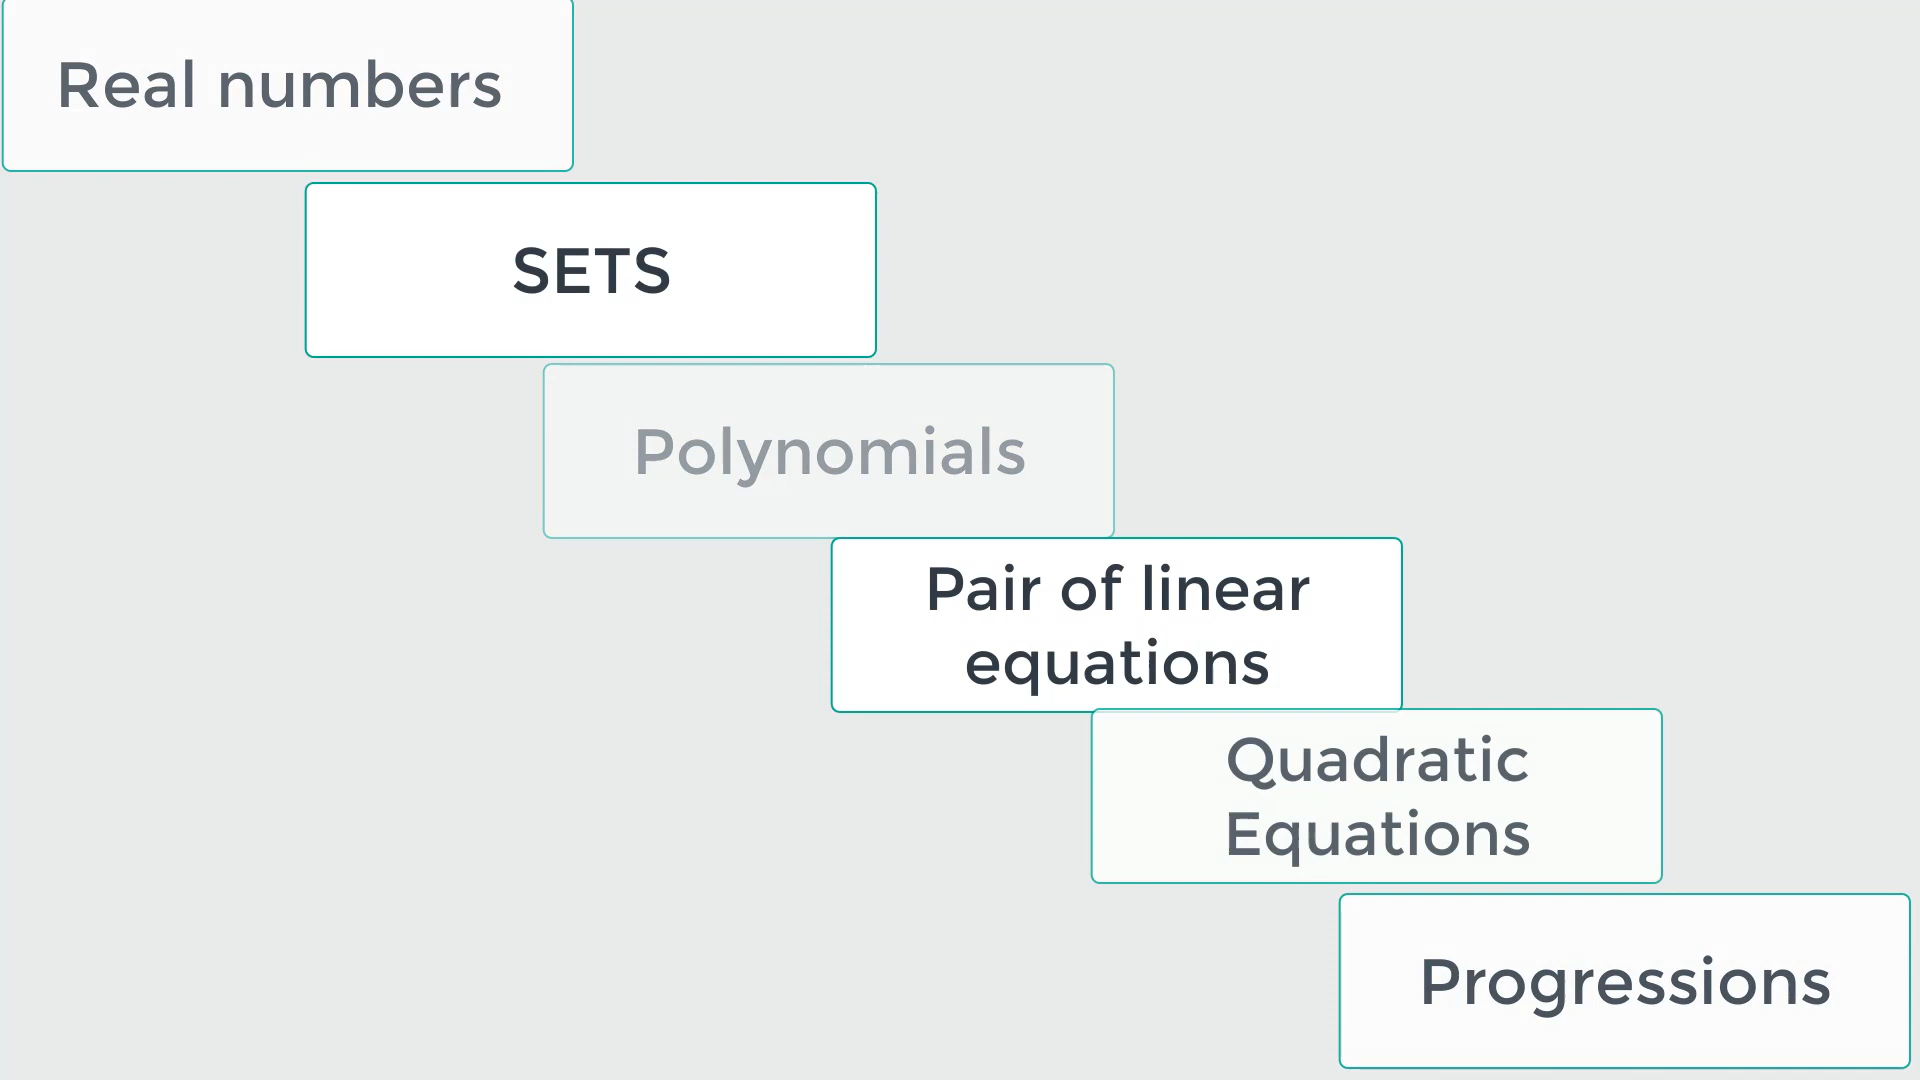 Real numbers
SETS
Polynomials
Pair of linear
equations
Quadratic
Equations
Progressions